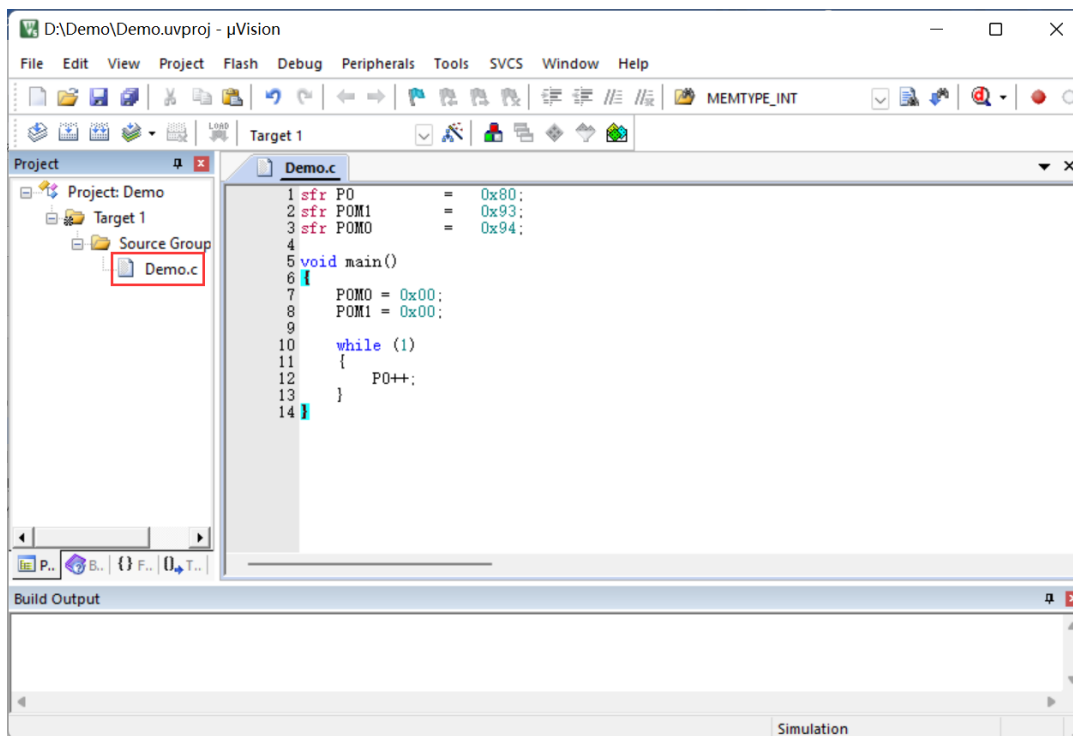 D:\Demo\Demo.uvproj - µVision
File Edit View Project Flash Debug Peripherals Tools SVCS Window Help
MEMTYPE_INT
LOAD Target 1
Project
Project: Demo
Target 1
Source Group
Demo.c
Demo.c
1 sfr P0 = 0x80;
2 sfr P0M1 = 0x93;
3 sfr P0M0 = 0x94;
4
5 void main()
6 {
7 P0M0 = 0x00;
8 P0M1 = 0x00;
9
10 while (1)
11 {
12 P0++;
13 }
14 }
P.. B.. {} F.. 0 T..
Build Output
Simulation